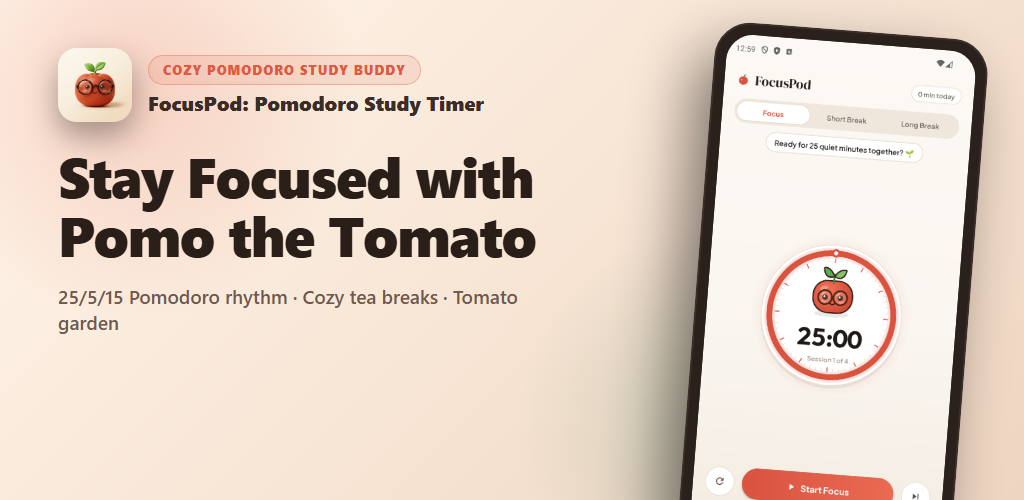 COZY POMODORO STUDY BUDDY
FocusPod: Pomodoro Study Timer
Stay Focused with
Pomo the Tomato
25/5/15 Pomodoro rhythm · Cozy tea breaks · Tomato
garden
12:59
FocusPod
0 min today
Focus
Short Break
Long Break
Ready for 25 quiet minutes together? 🌱
25:00
Session 1 of 4
Start Focus